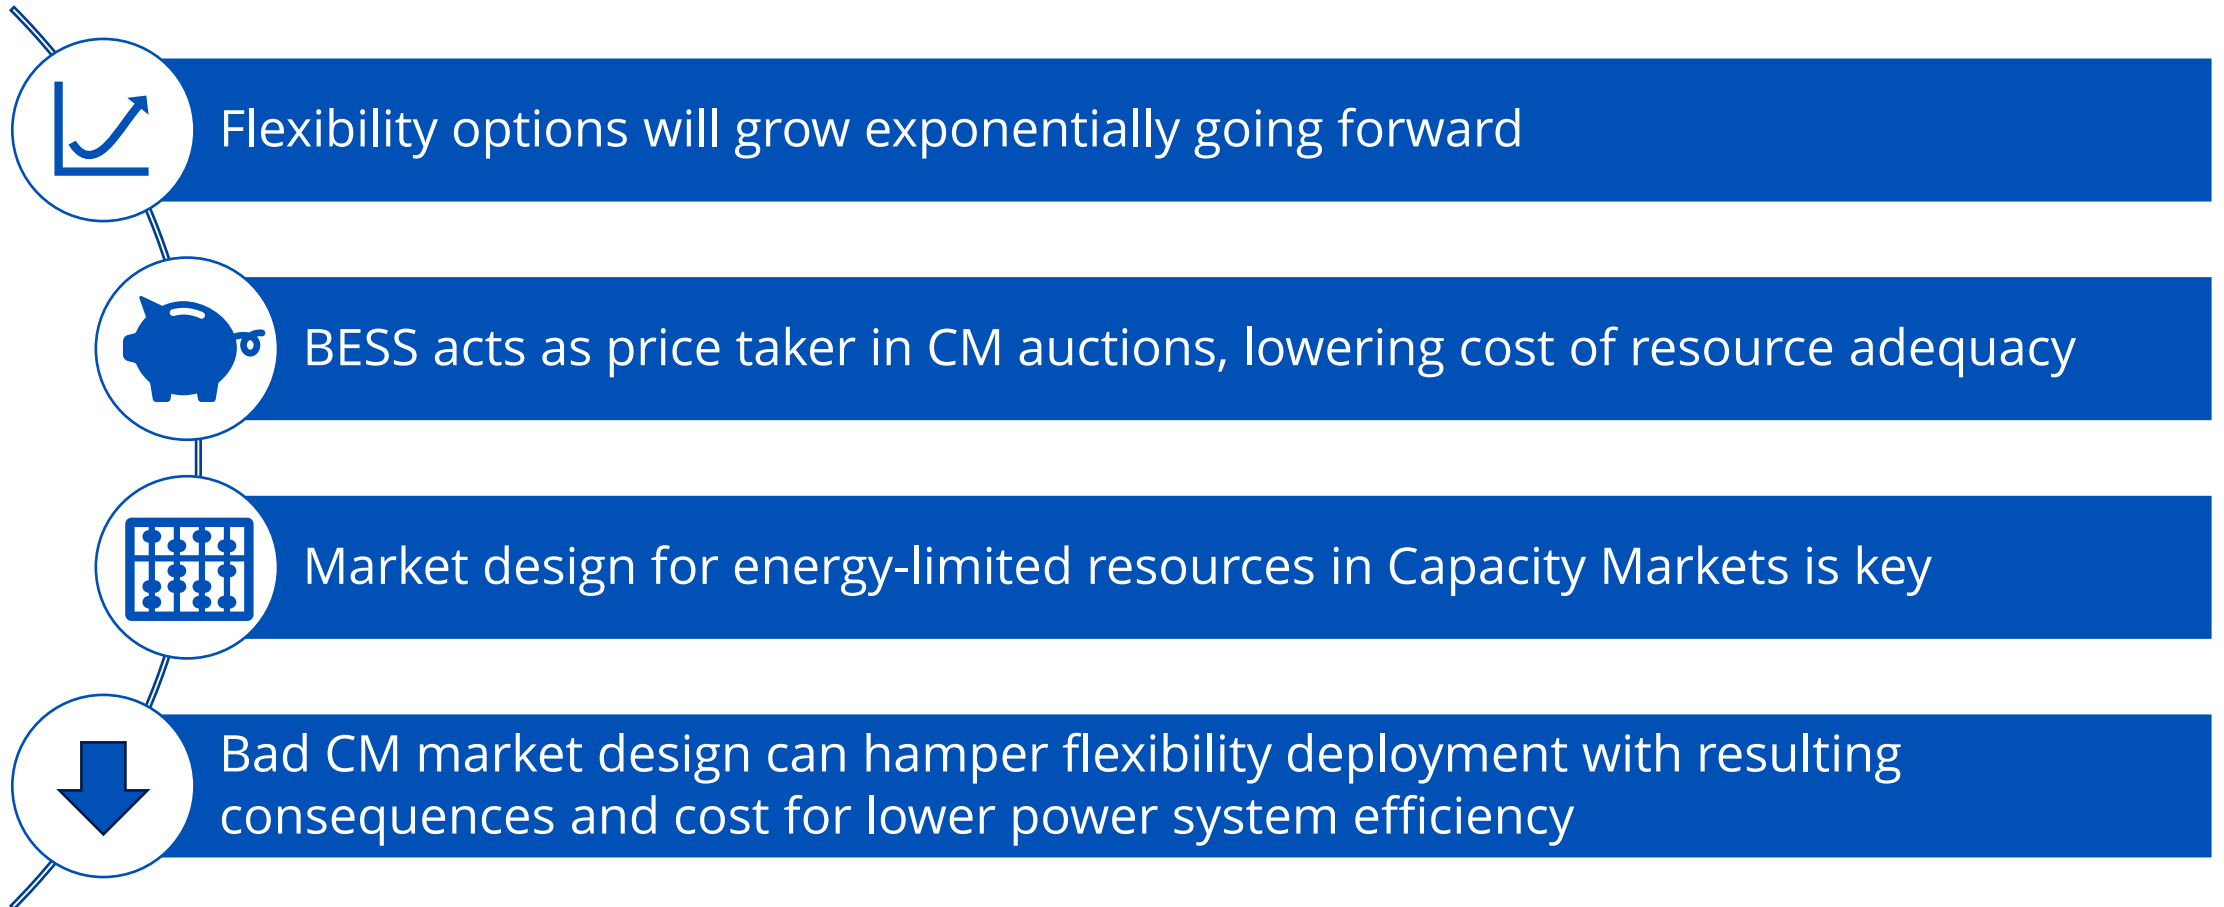 Flexibility options will grow exponentially going forward
BESS acts as price taker in CM auctions, lowering cost of resource adequacy
Market design for energy-limited resources in Capacity Markets is key
Bad CM market design can hamper flexibility deployment with resulting
consequences and cost for lower power system efficiency